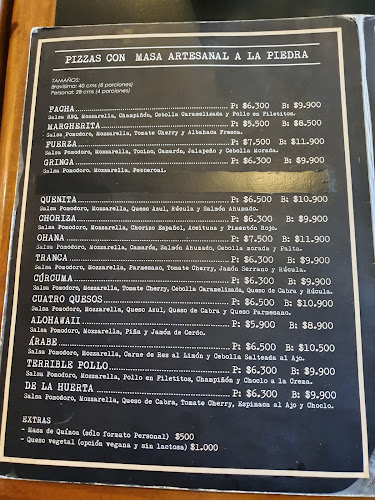 PIZZAS CON MASA ARTESANAL A LA PIEDRA
TAMAÑOS:
Bravísima: 40 cms (8 porciones)
Personal: 28 cms (4 porciones)
FACHA P: $6.300 B: $9.900
Salsa BBQ, Mozzarella, Champiñón, Cebolla Caramelizada y Pollo en Filetitos.
MARGHERITA P: $5.500 B: $8.500
Salsa Pomodoro, Mozzarella, Tomate Cherry y Albahaca Fresca.
FUERZA P: $7.500 B: $11.900
Salsa Pomodoro, Mozzarella, Tocino, Camarón, Jalapeño y Cebolla Morada.
GRINGA P: $6.300 B: $9.900
Salsa Pomodoro, Mozzarella, Pepperoni.
QUENITA P: $6.500 B: $10.900
Salsa Pomodoro, Mozzarella, Queso Azul, Rúcula y Salmón Ahumado.
CHORIZA P: $6.300 B: $9.900
Salsa Pomodoro, Mozzarella, Chorizo Español, Aceituna y Pimentón Rojo.
OHANA P: $7.500 B: $11.900
Salsa Pomodoro, Mozzarella, Camarón, Salmón Ahumado, Cebolla morada y Palta.
TRANCA P: $6.300 B: $9.900
Salsa Pomodoro, Mozzarella, Parmesano, Tomate Cherry, Jamón Serrano y Rúcula.
CÚRCUMA P: $6.300 B: $9.900
Salsa Pomodoro, Mozzarella, Tomate Cherry, Cebolla Caramelizada, Queso de Cabra y Rúcula.
CUATRO QUESOS P: $6.500 B: $10.900
Salsa Pomodoro, Mozzarella, Queso Azul, Queso de Cabra y Queso Parmesano.
ALOHAWAII P: $5.900 B: $8.900
Salsa Pomodoro, Mozzarella, Piña y Jamón de Cerdo.
ÁRABE P: $6.500 B: $10.500
Salsa Pomodoro, Mozzarella, Carne de Res al Limón y Cebolla Salteada al Ajo.
TERRIBLE POLLO P: $6.300 B: $9.900
Salsa Pomodoro, Mozzarella, Pollo en Filetitos, Champiñón y Choclo a la Crema.
DE LA HUERTA P: $6.300 B: $9.900
Salsa Pomodoro, Mozzarella, Queso de Cabra, Tomate Cherry, Espinaca al Ajo y Choclo.
EXTRAS
- Masa de Quínoa (sólo formato Personal) $500
- Queso vegetal (opción vegana y sin lactosa) $1.000